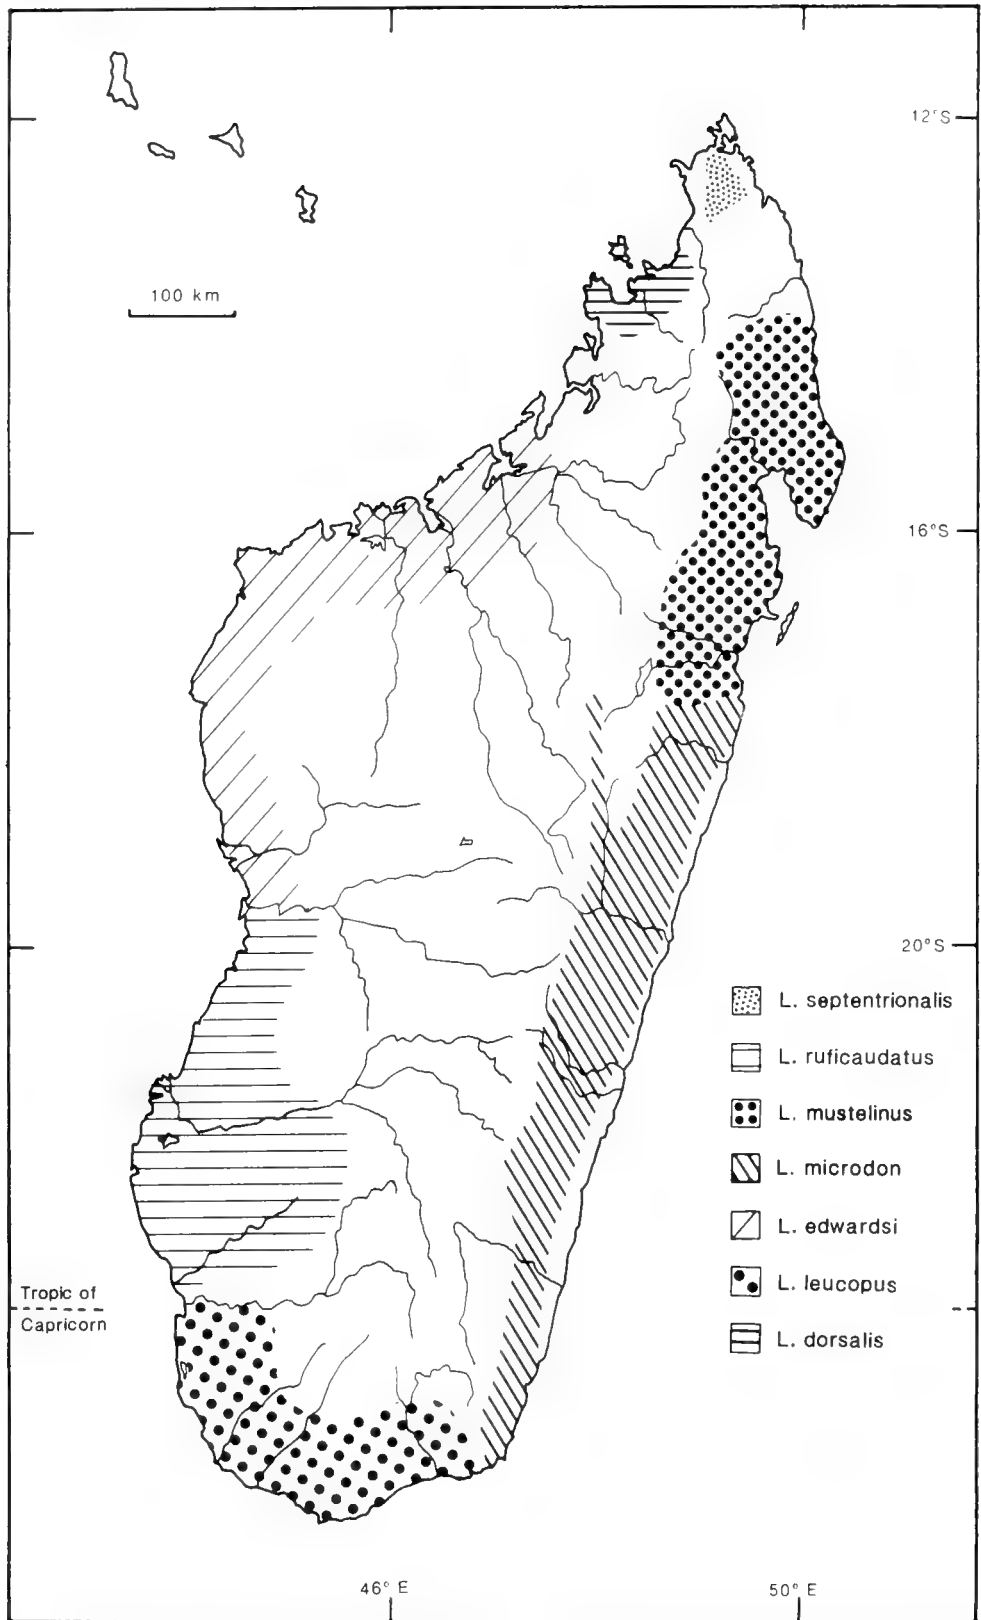 12°S
100 km
16°S
20°S
L. septentrionalis
L. ruficaudatus
L. mustelinus
L. microdon
L. edwardsi
L. leucopus
L. dorsalis
Tropic of
Capricorn
46° E
50° E